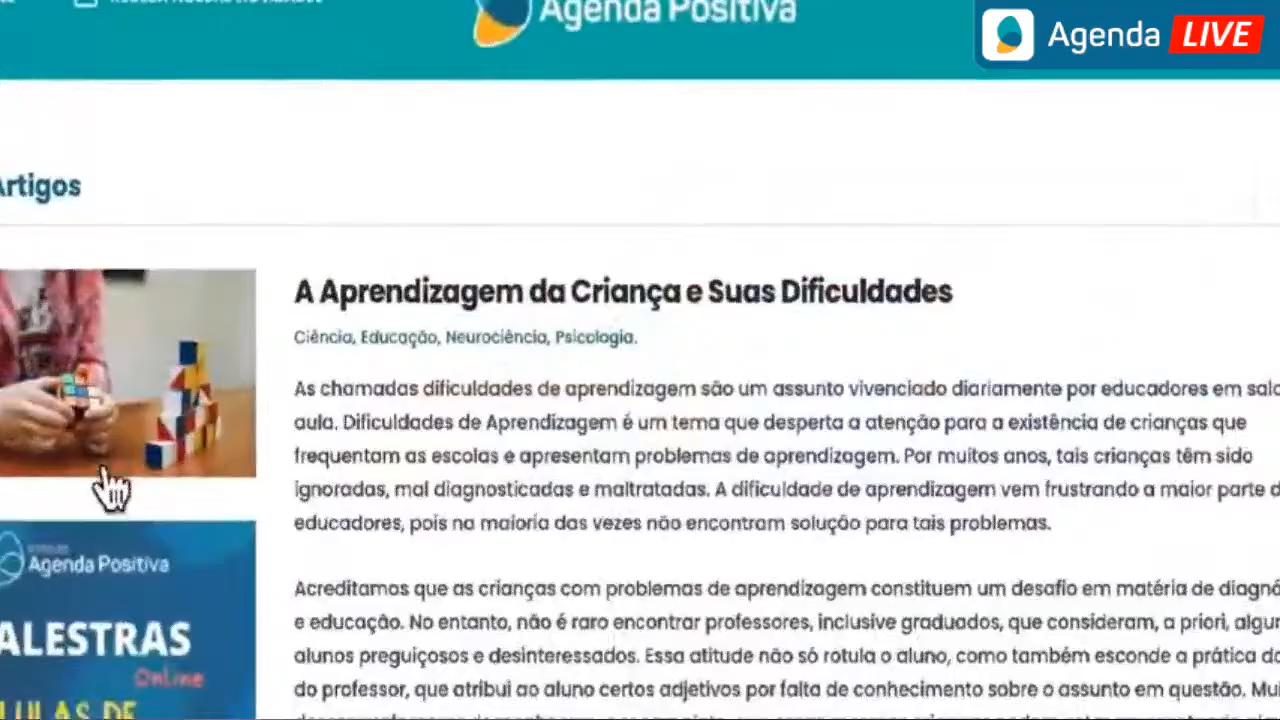 Agenda Positiva
Agenda LIVE
Artigos
A Aprendizagem da Criança e Suas Dificuldades
Ciência, Educação, Neurociência, Psicologia.
As chamadas dificuldades de aprendizagem são um assunto vivenciado diariamente por educadores em sala
aula. Dificuldades de Aprendizagem é um tema que desperta a atenção para a existência de crianças que
frequentam as escolas e apresentam problemas de aprendizagem. Por muitos anos, tais crianças têm sido
ignoradas, mal diagnosticadas e maltratadas. A dificuldade de aprendizagem vem frustrando a maior parte d
educadores, pois na maioria das vezes não encontram solução para tais problemas.
Agenda Positiva
Acreditamos que as crianças com problemas de aprendizagem constituem um desafio em matéria de diagnó
e educação. No entanto, não é raro encontrar professores, inclusive graduados, que consideram, a priori, algun
ALESTRAS
alunos preguiçosos e desinteressados. Essa atitude não só rotula o aluno, como também esconde a prática do
Online
do professor, que atribui ao aluno certos adjetivos por falta de conhecimento sobre o assunto em questão. Mui
ULAS DE